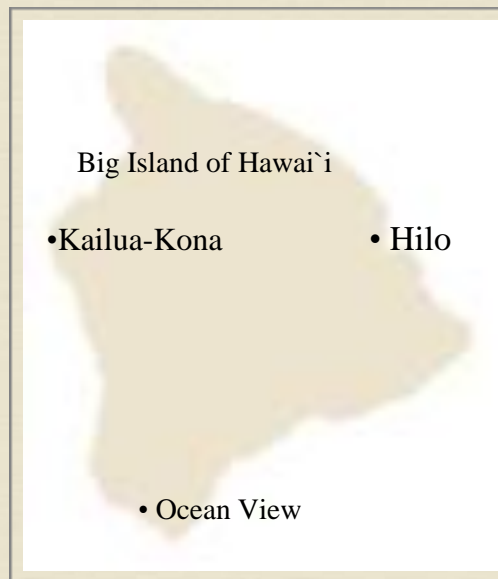 Big Island of Hawai`i
•Kailua-Kona
• Hilo
• Ocean View